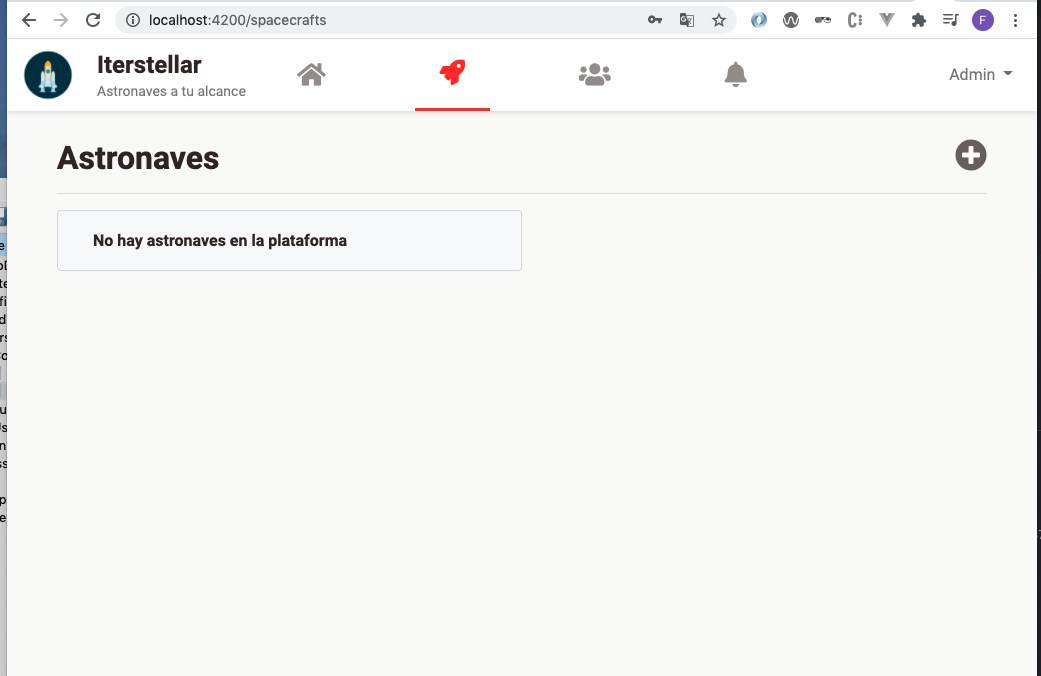 localhost:4200/spacecrafts
F
Iterstellar
Astronaves a tu alcance
Admin
Astronaves
No hay astronaves en la plataforma